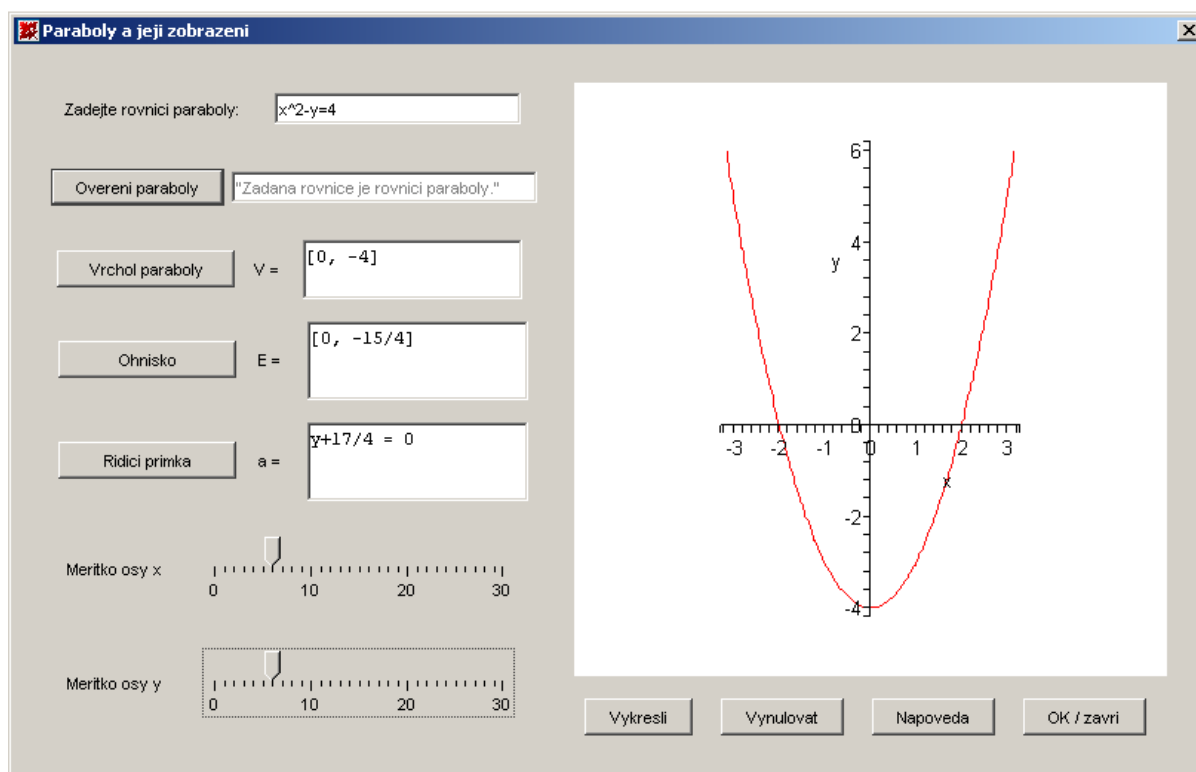 Paraboly a jeji zobrazeni
Zadejte rovnici paraboly: x^2-y=4
Overeni paraboly "Zadana rovnice je rovnici paraboly."
Vrchol paraboly V = [0, -4]
Ohnisko E = [0, -15/4]
Ridici primka a = y+17/4 = 0
Meritko osy x
0 10 20 30
Meritko osy y
0 10 20 30
6
4
y
2
0
-3 -2 -1 0 1 2 3
x
-2
-4
Vykresli Vynulovat Napoveda OK / zavri